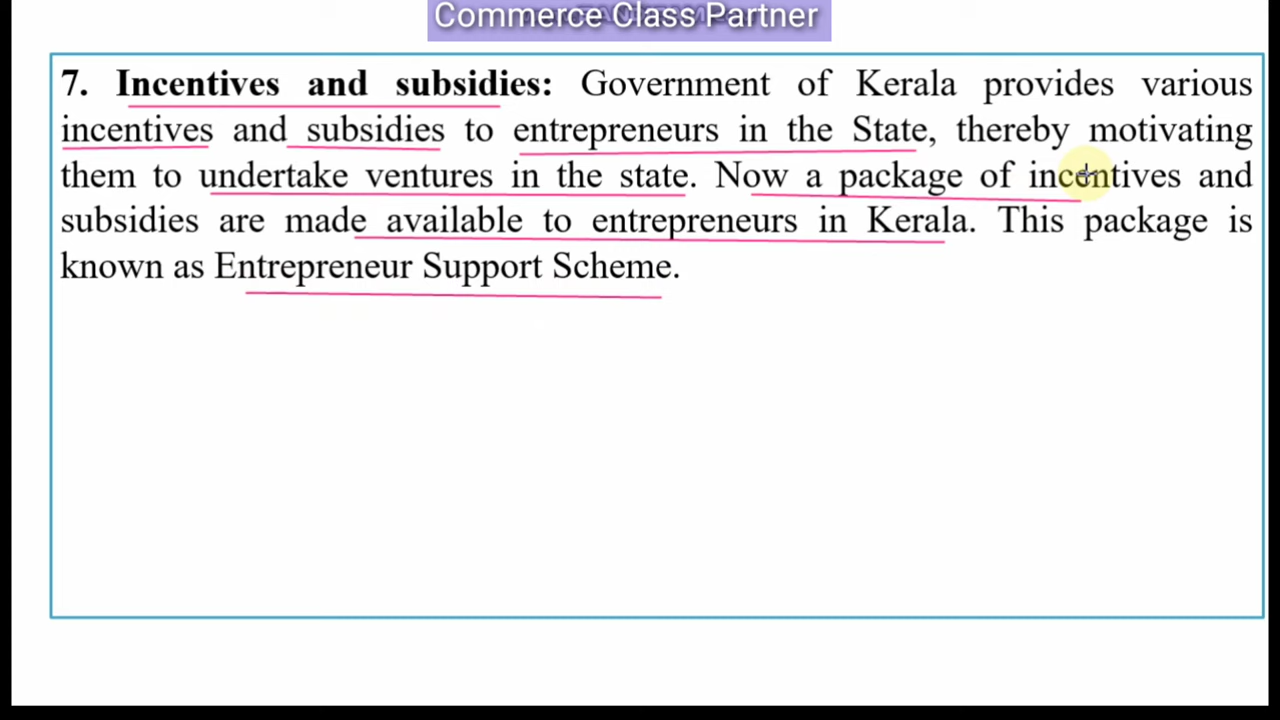 Commerce Class Partner
7. Incentives and subsidies: Government of Kerala provides various
incentives and subsidies to entrepreneurs in the State, thereby motivating
them to undertake ventures in the state. Now a package of incentives and
subsidies are made available to entrepreneurs in Kerala. This package is
known as Entrepreneur Support Scheme.